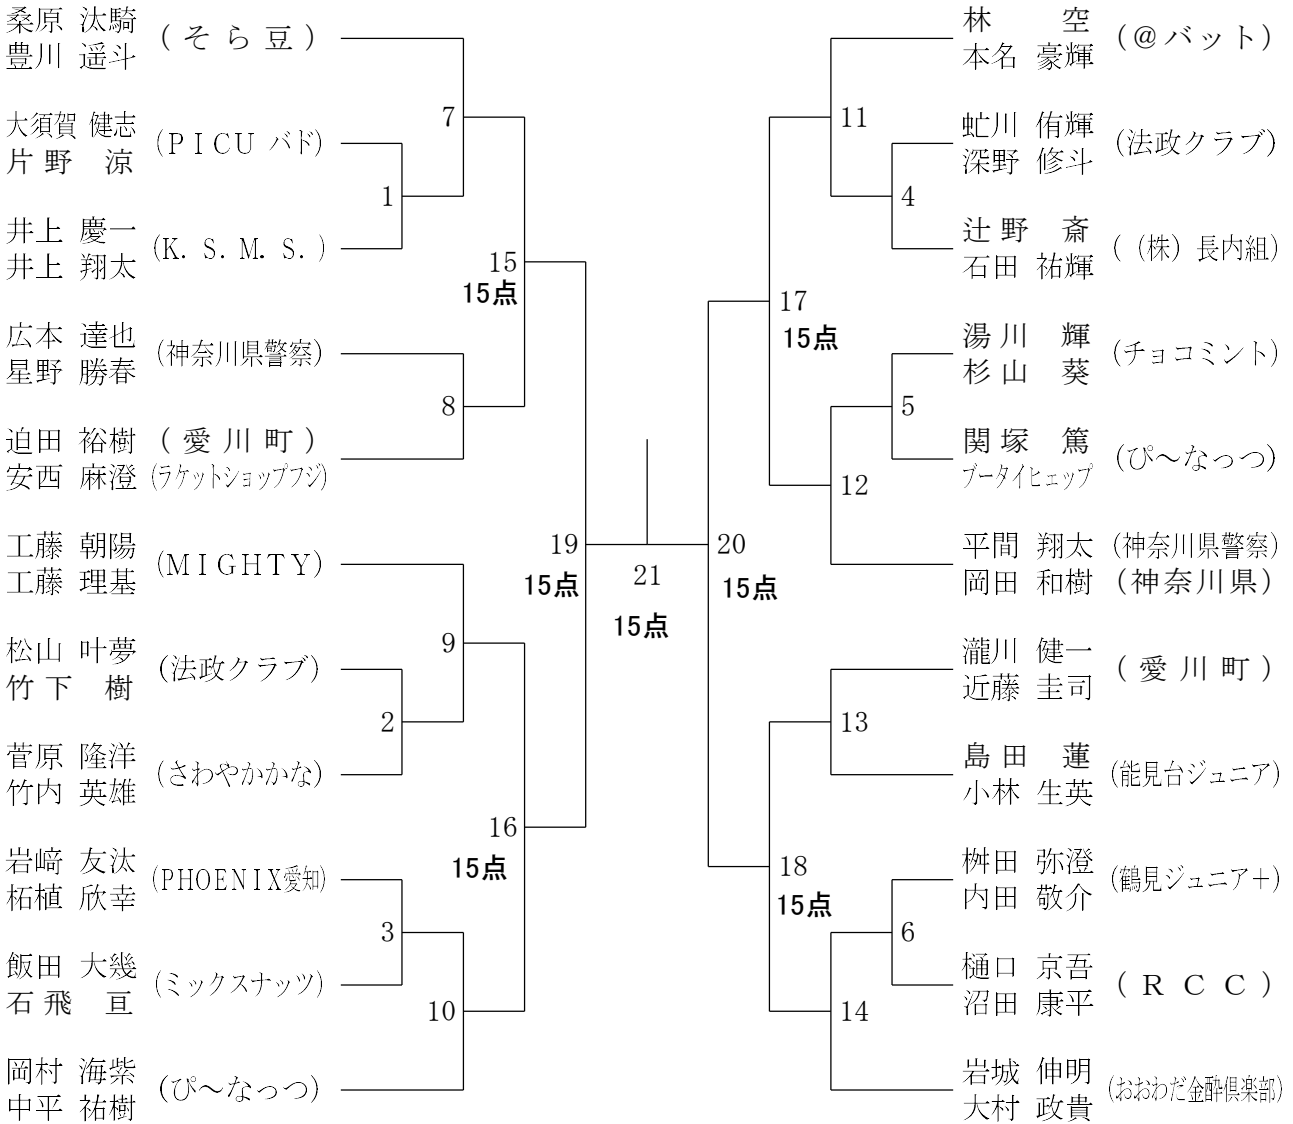 桑原 汰騎
豊川 遥斗
(そら豆)
大須賀 健志
片野 涼
(PICU バド)
井上 慶一
井上 翔太
(K.S.M.S.)
広本 達也
星野 勝春
(神奈川県警察)
迫田 裕樹 (愛川町)
安西 麻澄 (ラケットショップフジ)
工藤 朝陽
工藤 理基
(MIGHTY)
松山 叶夢
竹下 樹
(法政クラブ)
菅原 隆洋
竹内 英雄
(さわやかかな)
岩﨑 友汰
柘植 欣幸
(PHOENIX愛知)
飯田 大幾
石飛 亘
(ミックスナッツ)
岡村 海紫
中平 祐樹
(ぴ～なっつ)
7
1
15
15点
8
9
2
16
15点
3
10
19
15点
21
15点
20
15点
11
4
17
15点
5
12
13
18
15点
6
14
林 空
本名 豪輝
(@バット)
虻川 侑輝
深野 修斗
(法政クラブ)
辻野 斎
石田 祐輝
((株)長内組)
湯川 輝
杉山 葵
(チョコミント)
関塚 篤
ブータイヒェップ
(ぴ～なっつ)
平間 翔太 (神奈川県警察)
岡田 和樹 (神奈川県)
瀧川 健一
近藤 圭司
(愛川町)
島田 蓮
小林 生英
(能見台ジュニア)
桝田 弥澄
内田 敬介
(鶴見ジュニア＋)
樋口 京吾
沼田 康平
(RCC)
岩城 伸明
大村 政貴
(おおわだ金酔倶楽部)